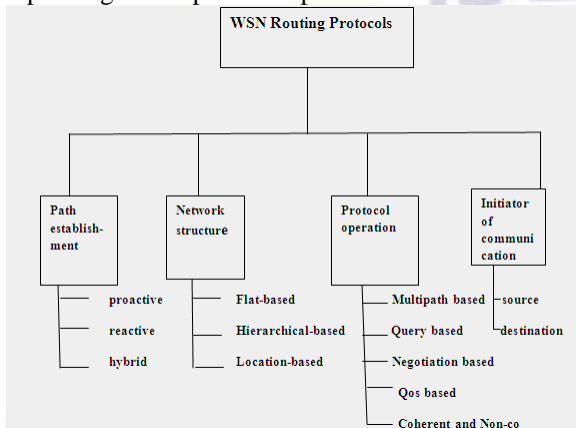 WSN Routing Protocols
Path
establish-
ment
proactive
reactive
hybrid
Network
structure
Flat-based
Hierarchical-based
Location-based
Protocol
operation
Multipath based
Query based
Negotiation based
Qos based
Coherent and Non-co
Initiator
of
communi
cation
source
destination